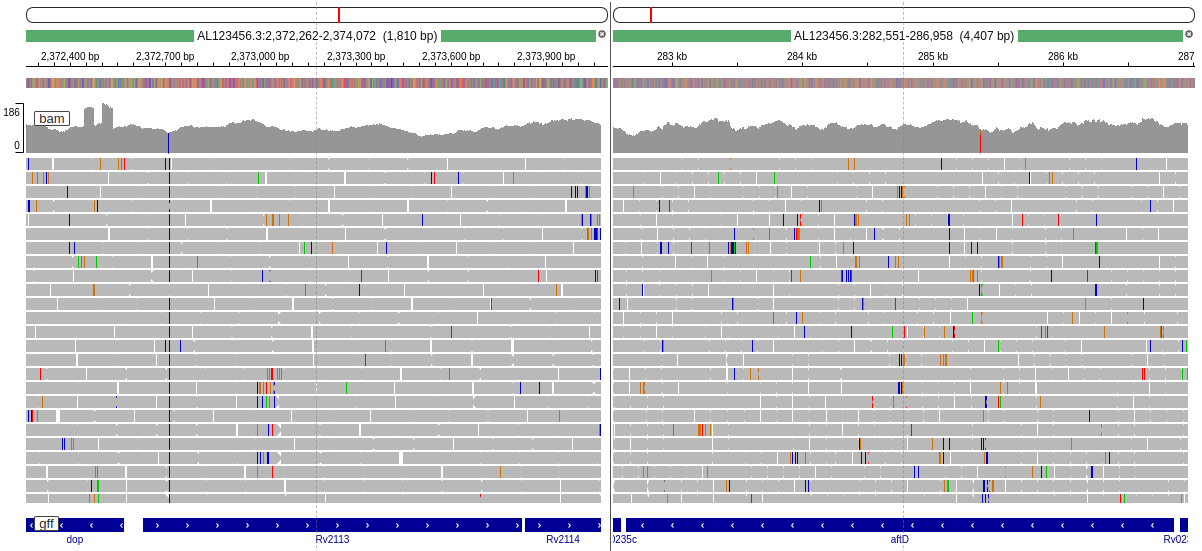 AL123456.3:2,372,262-2,374,072 (1,810 bp)
2,372,400 bp 2,372,700 bp 2,373,000 bp 2,373,300 bp 2,373,600 bp 2,373,900 bp
186
bam
0
gff
dop Rv2113 Rv2114
AL123456.3:282,551-286,958 (4,407 bp)
283 kb 284 kb 285 kb 286 kb 287
0235c aftD Rv023